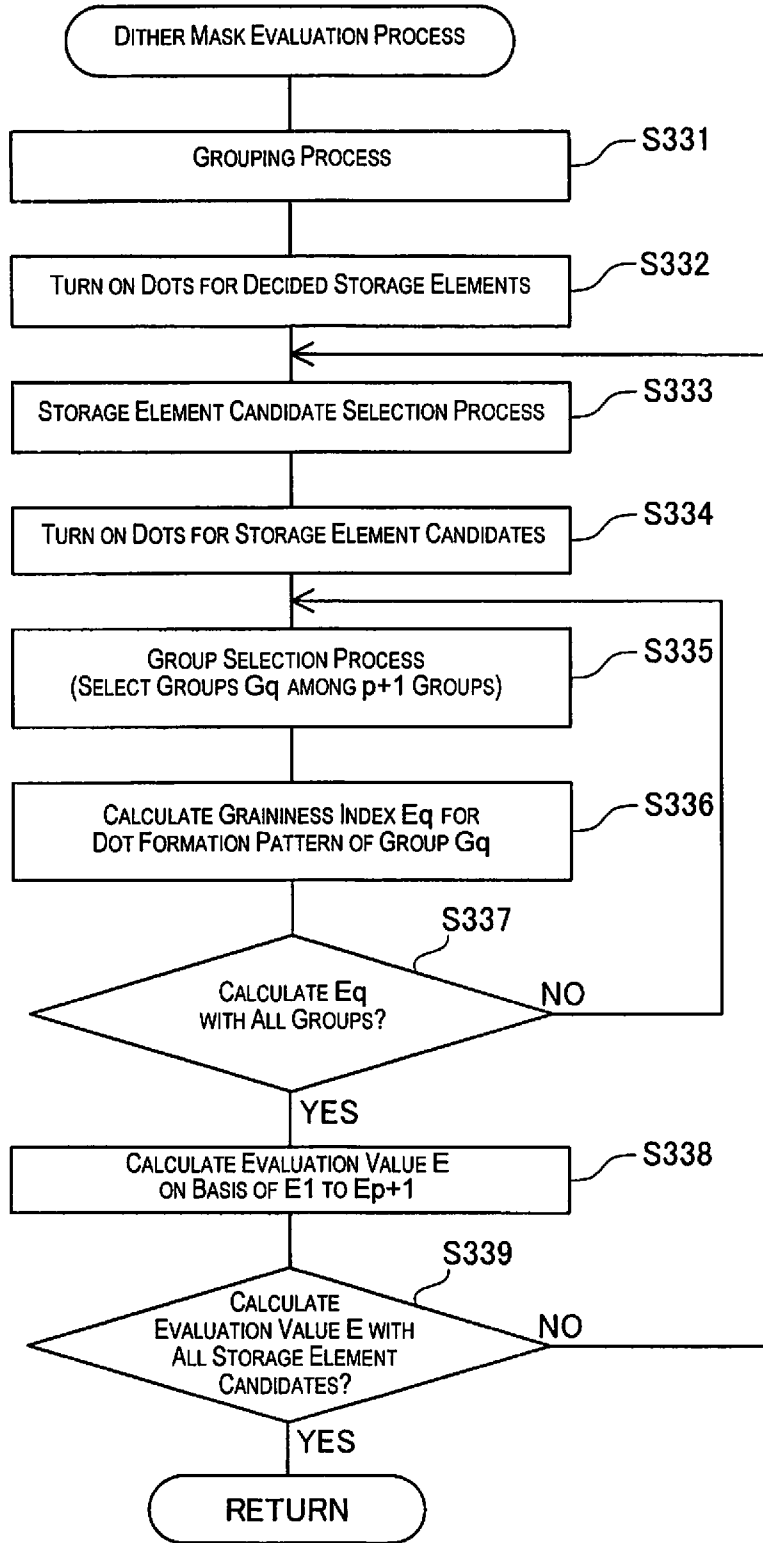 DITHER MASK EVALUATION PROCESS
GROUPING PROCESS
S331
TURN ON DOTS FOR DECIDED STORAGE ELEMENTS
S332
STORAGE ELEMENT CANDIDATE SELECTION PROCESS
S333
TURN ON DOTS FOR STORAGE ELEMENT CANDIDATES
S334
GROUP SELECTION PROCESS
(SELECT GROUPS Gq AMONG p+1 GROUPS)
S335
CALCULATE GRAININESS INDEX Eq FOR
DOT FORMATION PATTERN OF GROUP Gq
S336
S337
CALCULATE Eq
WITH ALL GROUPS?
NO
YES
CALCULATE EVALUATION VALUE E
ON BASIS OF E1 TO Ep+1
S338
S339
CALCULATE
EVALUATION VALUE E WITH
ALL STORAGE ELEMENT
CANDIDATES?
NO
YES
RETURN